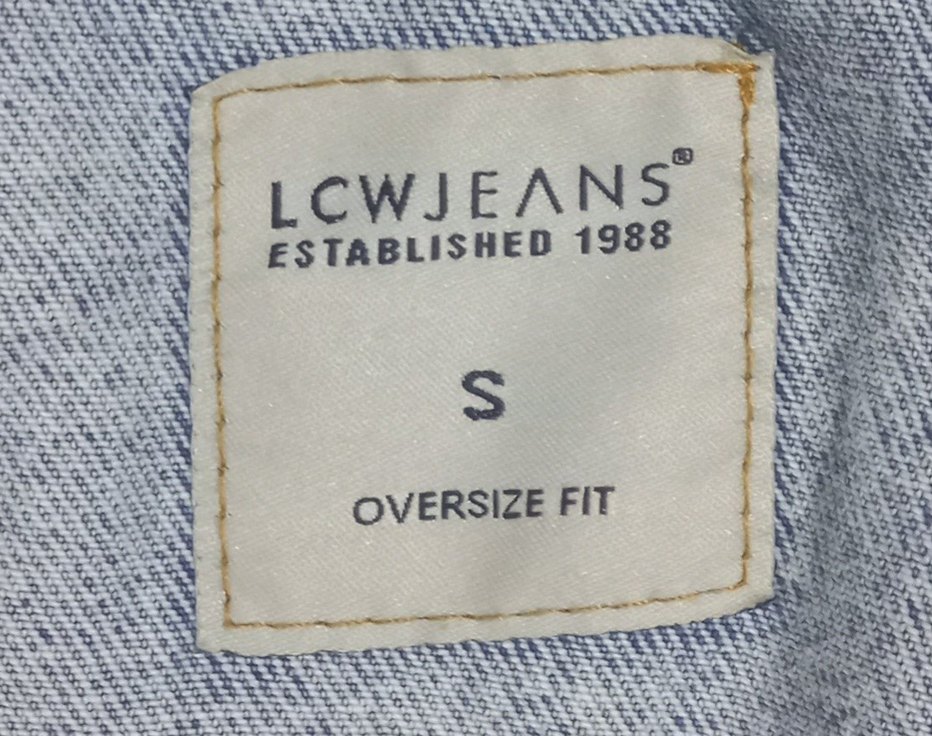 LCWJEANS®
ESTABLISHED 1988
S
OVERSIZE FIT